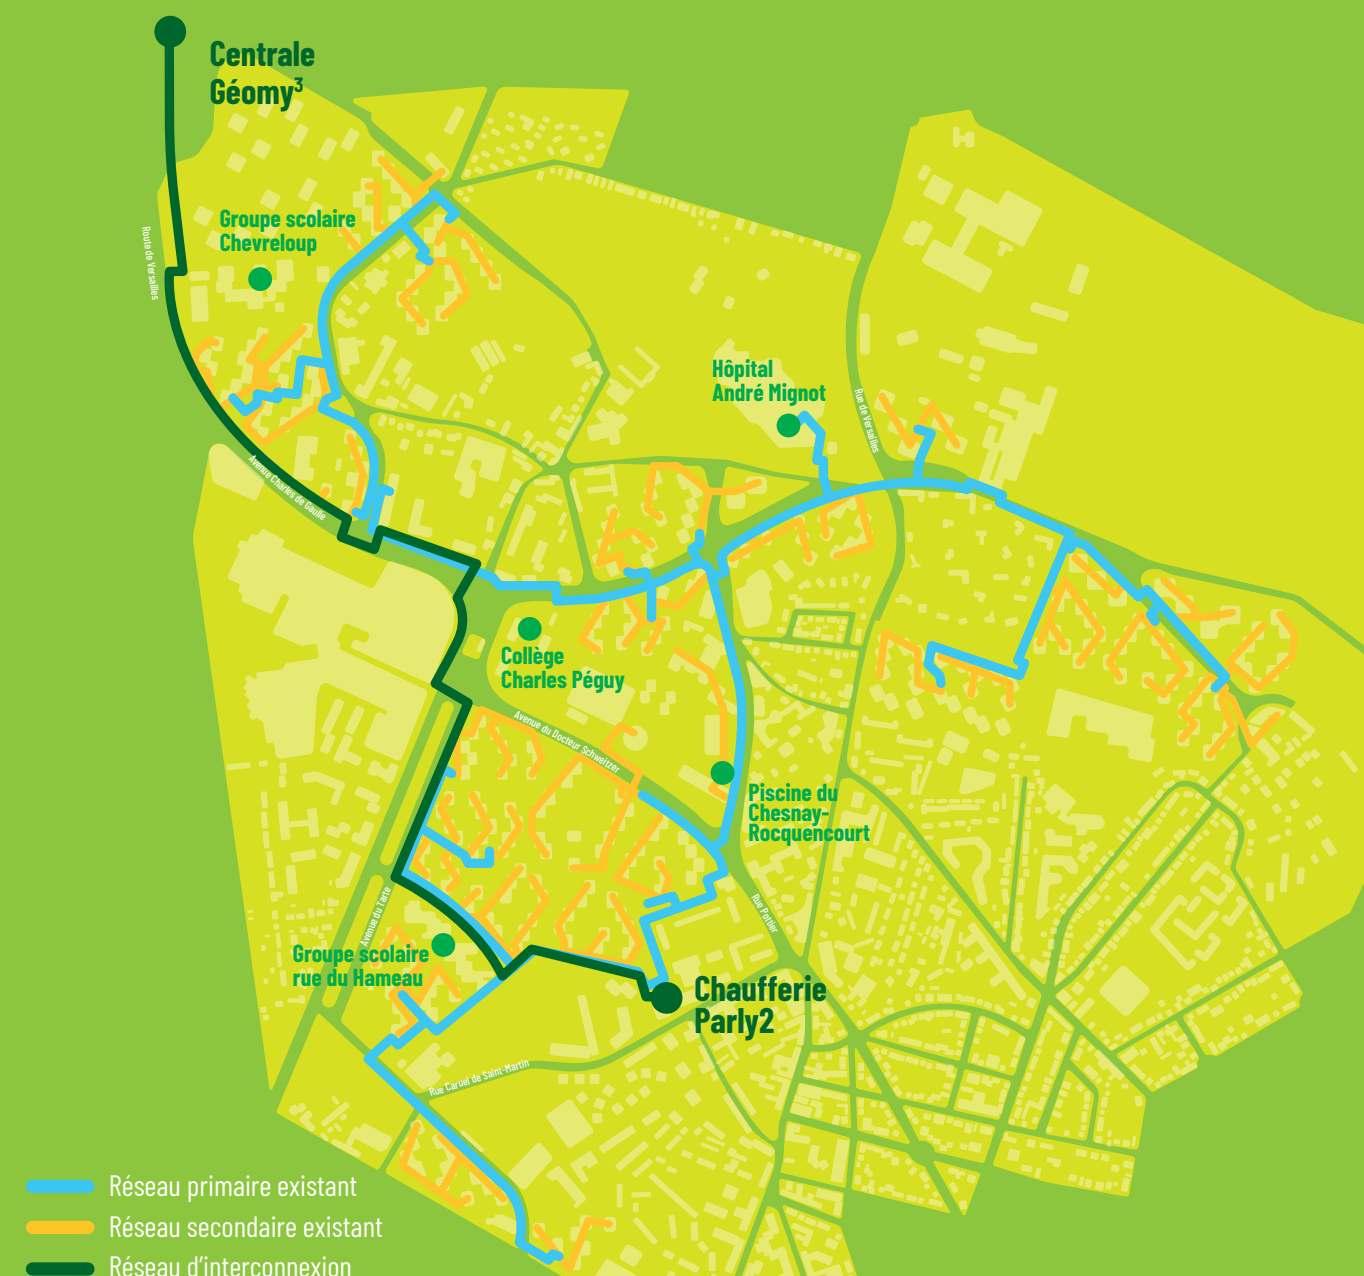 Centrale
Géomy³
Groupe scolaire
Chevreloup
Route de Versailles
Hôpital
André Mignot
Rue de Versailles
Avenue Charles de Gaulle
Collège
Charles Péguy
Avenue du Docteur Schweitzer
Piscine du
Chesnay-
Rocquencourt
Avenue du Tarte
Rue Pottier
Groupe scolaire
rue du Hameau
Chaufferie
Parly2
Rue Caruel de Saint-Martin
Réseau primaire existant
Réseau secondaire existant
Réseau d'interconnexion